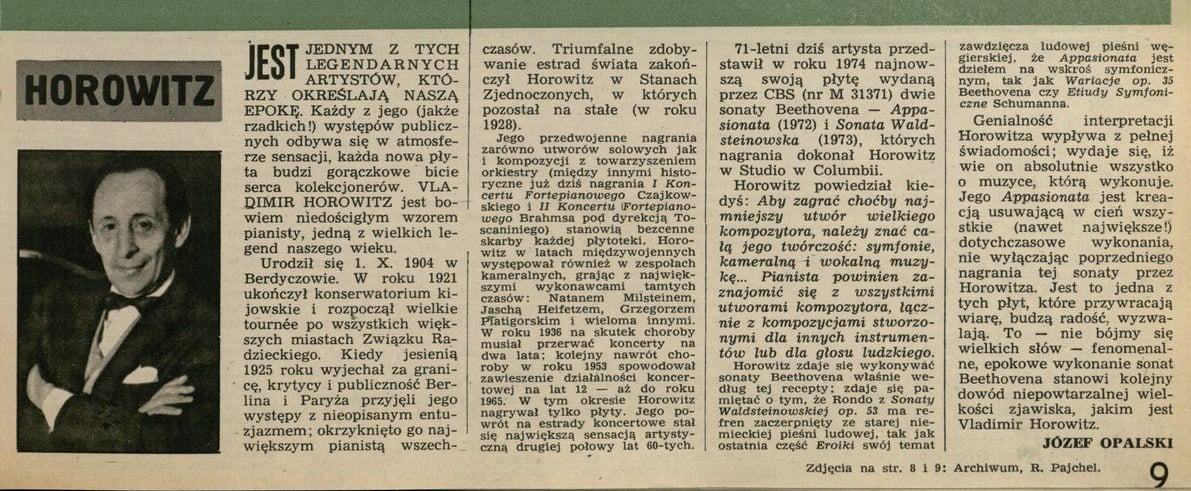 HOROWITZ
JEST JEDNYM Z TYCH
LEGENDARNYCH
ARTYSTÓW, KTÓ-
RZY OKREŚLAJĄ NASZĄ
EPOKĘ. Każdy z jego (jakże
rzadkich!) występów publicz-
nych odbywa się w atmosfe-
rze sensacji, każda nowa pły-
ta budzi gorączkowe bicie
serca kolekcjonerów. VLA-
DIMIR HOROWITZ jest bo-
wiem niedościgłym wzorem
pianisty, jedną z wielkich le-
gend naszego wieku.
Urodził się 1. X. 1904 w
Berdyczowie. W roku 1921
ukończył konserwatorium ki-
jowskie i rozpoczął wielkie
tournée po wszystkich więk-
szych miastach Związku Ra-
dzieckiego. Kiedy jesienią
1925 roku wyjechał za grani-
cę, krytycy i publiczność Ber-
lina i Paryża przyjęli jego
występy z nieopisanym entu-
zjazmem; okrzyknięto go naj-
większym pianistą wszech-
czasów. Triumfalne zdoby-
wanie estrad świata zakoń-
czył Horowitz w Stanach
Zjednoczonych, w których
pozostał na stałe (w roku
1928).
Jego przedwojenne nagrania
zarówno utworów solowych jak
i kompozycji z towarzyszeniem
orkiestry (między innymi histo-
ryczne już dziś nagrania I Kon-
certu Fortepianowego Czajkow-
skiego i II Koncertu Fortepiano-
wego Brahmsa pod dyrekcją To-
scaniniego) stanowią bezcenne
skarby każdej płytoteki. Horo-
witz w latach międzywojennych
występował również w zespołach
kameralnych, grając z najwięk-
szymi wykonawcami tamtych
czasów: Natanem Milsteinem,
Jaschą Heifetzem, Grzegorzem
Piatigorskim i wieloma innymi.
W roku 1936 na skutek choroby
musiał przerwać koncerty na
dwa lata; kolejny nawrót cho-
roby w roku 1953 spowodował
zawieszenie działalności koncer-
towej na lat 12 — aż do roku
1965. W tym okresie Horowitz
nagrywał tylko płyty. Jego po-
wrót na estrady koncertowe stał
się największą sensacją artysty-
czną drugiej połowy lat 60-tych.
71-letni dziś artysta przed-
stawił w roku 1974 najnow-
szą swoją płytę wydaną
przez CBS (nr M 31371) dwie
sonaty Beethovena — Appa-
sionata (1972) i Sonata Wald-
steinowska (1973), których
nagrania dokonał Horowitz
w Studio w Columbii.
Horowitz powiedział kie-
dyś: Aby zagrać choćby naj-
mniejszy utwór wielkiego
kompozytora, należy znać ca-
łą jego twórczość: symfonie,
kameralną i wokalną muzy-
kę... Pianista powinien za-
znajomić się z wszystkimi
utworami kompozytora, łącz-
nie z kompozycjami stworzo-
nymi dla innych instrumen-
tów lub dla głosu ludzkiego.
Horowitz zdaje się wykonywać
sonaty Beethovena właśnie we-
dług tej recepty; zdaje się pa-
miętać o tym, że Rondo z Sonaty
Waldsteinowskiej op. 53 ma re-
fren zaczerpnięty ze starej nie-
mieckiej pieśni ludowej, tak jak
ostatnia część Eroiki swój temat
zawdzięcza ludowej pieśni wę-
gierskiej, że Appasionata jest
dziełem na wskroś symfonicz-
nym, tak jak Wariacje op. 35
Beethovena czy Etiudy Symfoni-
czne Schumanna.
Genialność interpretacji
Horowitza wypływa z pełnej
świadomości; wydaje się, iż
wie on absolutnie wszystko
o muzyce, którą wykonuje.
Jego Appasionata jest krea-
cją usuwającą w cień wszy-
stkie (nawet największe!)
dotychczasowe wykonania,
nie wyłączając poprzedniego
nagrania tej sonaty przez
Horowitza. Jest to jedna z
tych płyt, które przywracają
wiarę, budzą radość, wyzwa-
lają. To — nie bójmy się
wielkich słów — fenomenal-
ne, epokowe wykonanie sonat
Beethovena stanowi kolejny
dowód niepowtarzalnej wiel-
kości zjawiska, jakim jest
Vladimir Horowitz.
JÓZEF OPALSKI
Zdjęcia na str. 8 i 9: Archiwum, R. Pajchel.
9